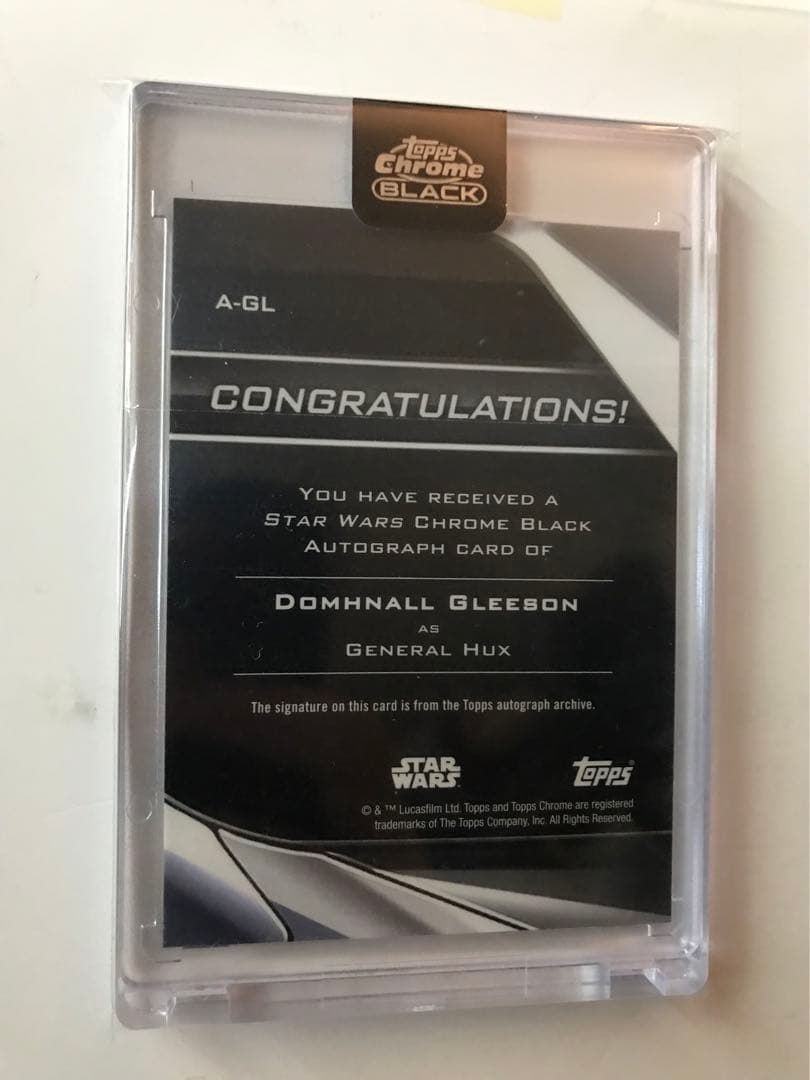 Topps
Chrome
BLACK
A-GL
CONGRATULATIONS!
YOU HAVE RECEIVED A
STAR WARS CHROME BLACK
AUTOGRAPH CARD OF
DOMHNALL GLEESON
AS
GENERAL HUX
The signature on this card is from the Topps autograph archive.
STAR
WARS
Topps®
© & ™ Lucasfilm Ltd. Topps and Topps Chrome are registered
trademarks of The Topps Company, Inc. All Rights Reserved.